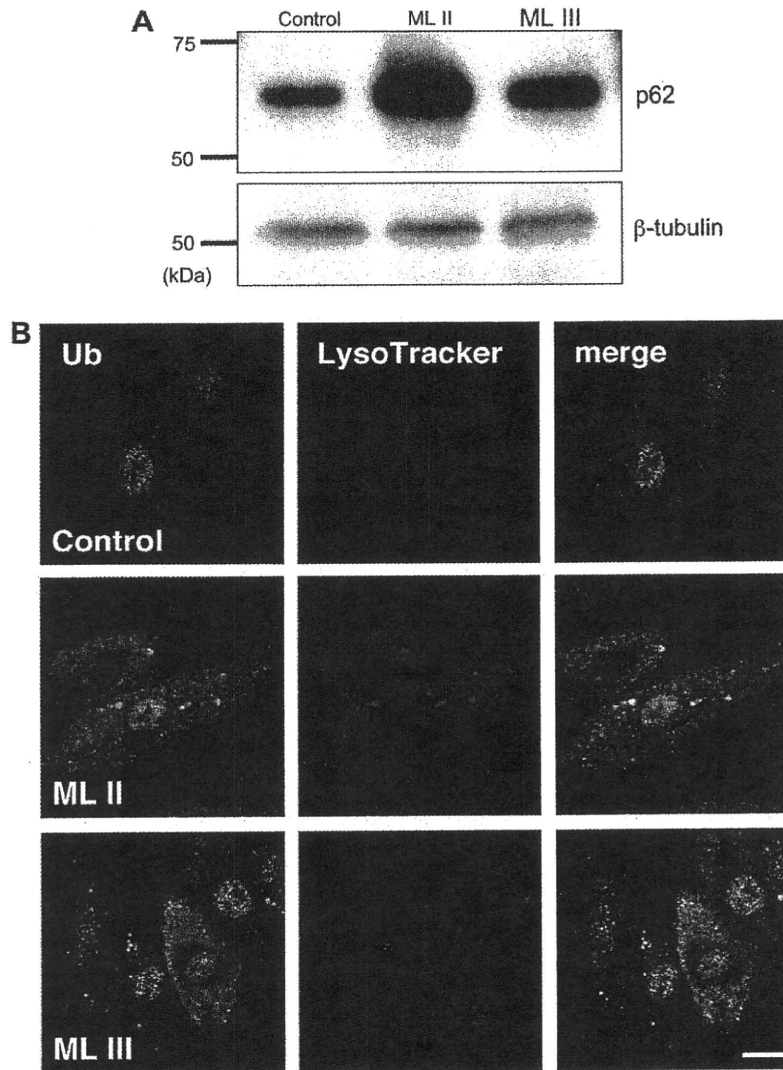 A
Control ML II ML III
75
p62
50
β-tubulin
50
(kDa)
B
Ub LysoTracker merge
Control
ML II
ML III